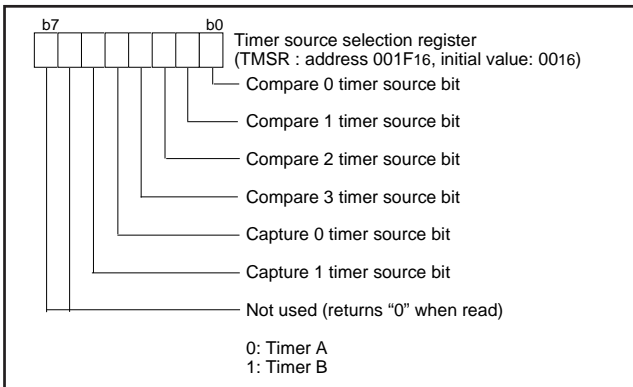 b7 b0
Timer source selection register
(TMSR : address 001F16, initial value: 0016)
Compare 0 timer source bit
Compare 1 timer source bit
Compare 2 timer source bit
Compare 3 timer source bit
Capture 0 timer source bit
Capture 1 timer source bit
Not used (returns “0” when read)
0: Timer A
1: Timer B